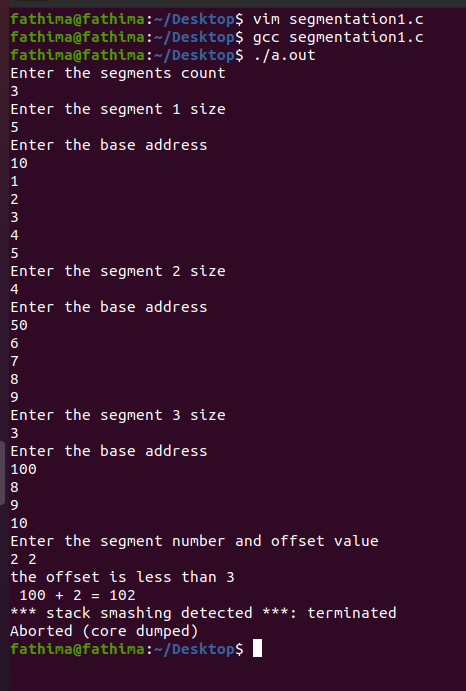 fathima@fathima:~/Desktop$ vim segmentation1.c
fathima@fathima:~/Desktop$ gcc segmentation1.c
fathima@fathima:~/Desktop$ ./a.out
Enter the segments count
3
Enter the segment 1 size
5
Enter the base address
10
1
2
3
4
5
Enter the segment 2 size
4
Enter the base address
50
6
7
8
9
Enter the segment 3 size
3
Enter the base address
100
8
9
10
Enter the segment number and offset value
2 2
the offset is less than 3
 100 + 2 = 102
*** stack smashing detected ***: terminated
Aborted (core dumped)
fathima@fathima:~/Desktop$